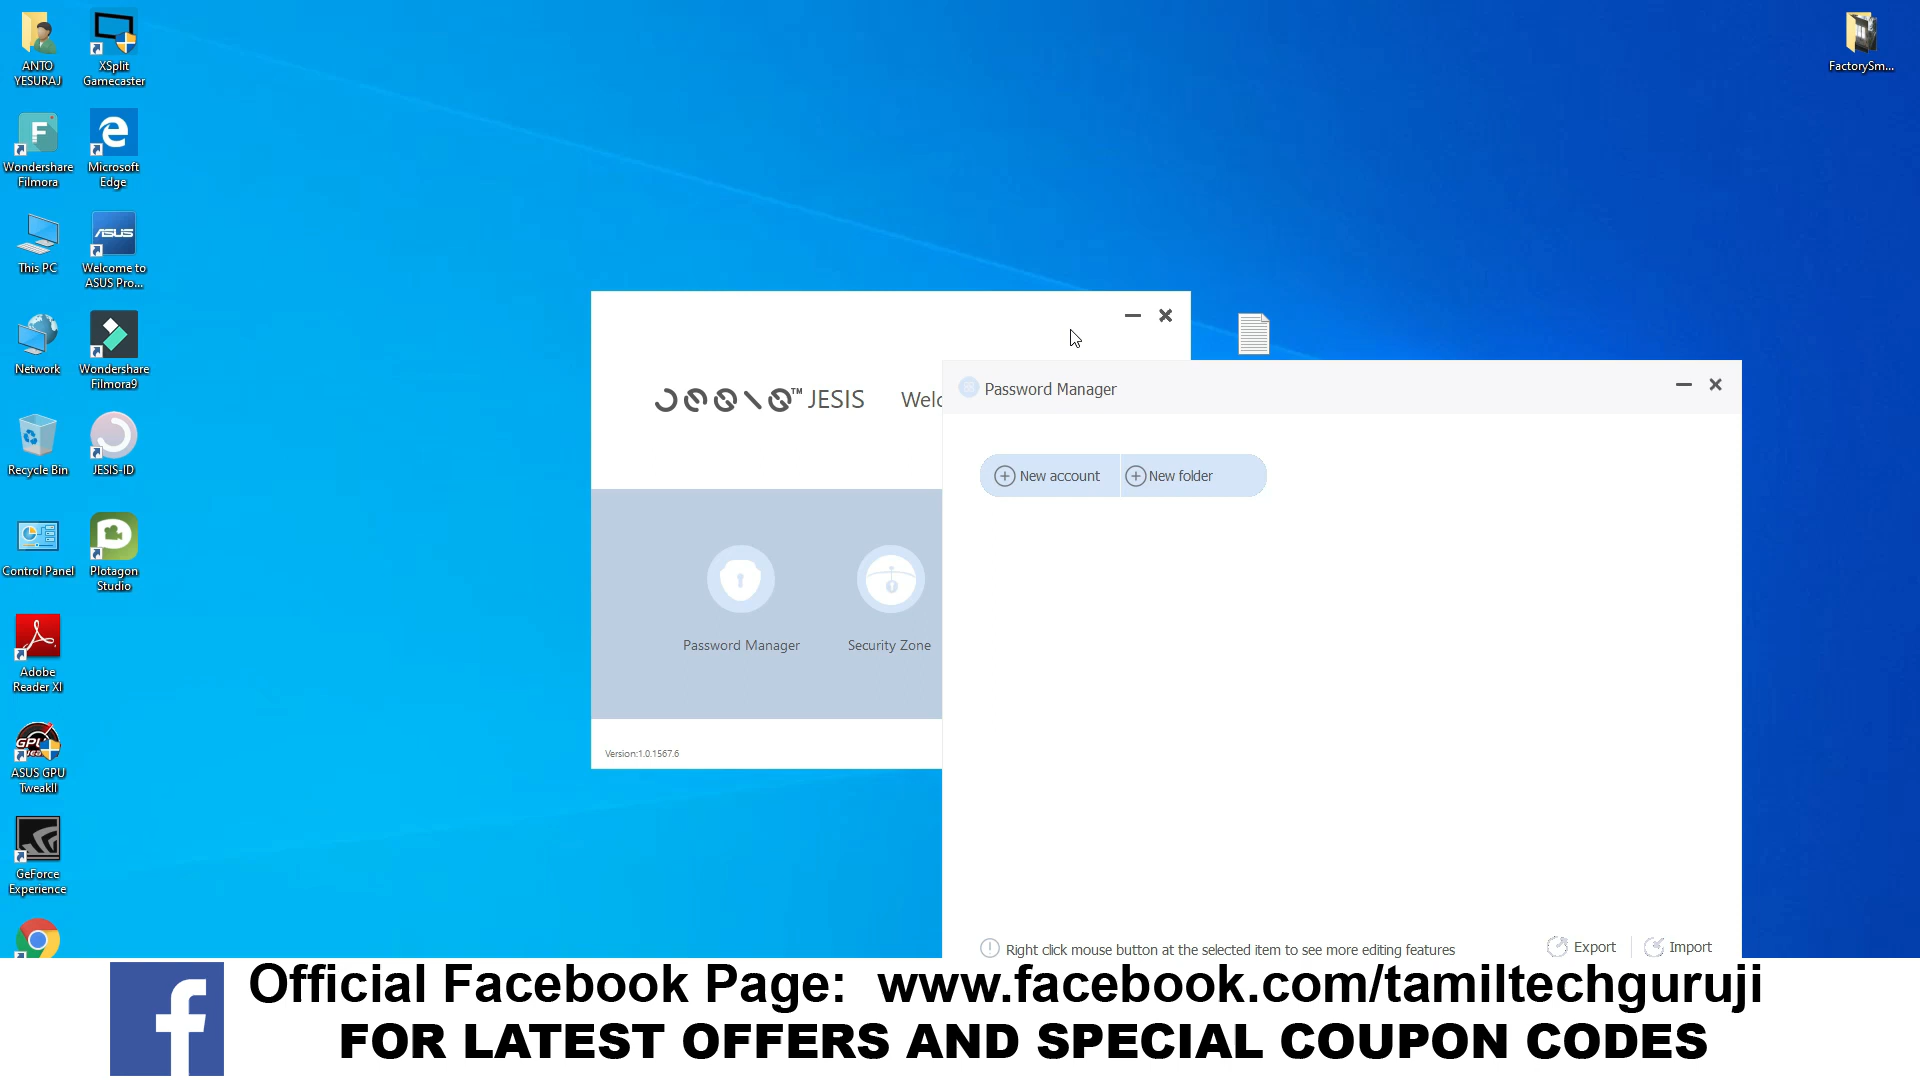 ANTO
YESURAJ
XSplit
Gamecaster
FactorySm...
Wondershare
Filmora
Microsoft
Edge
This PC
ASUS
Welcome to
ASUS Pro...
Network
Wondershare
Filmora9
Recycle Bin
JESIS-ID
Control Panel
Plotagon
Studio
Adobe
Reader XI
ASUS GPU
TweakII
GeForce
Experience
™ JESIS Welc
Password Manager
Security Zone
Version:1.0.1567.6
Password Manager
New account
New folder
Right click mouse button at the selected item to see more editing features
Export
Import
Official Facebook Page: www.facebook.com/tamiltechguruji
FOR LATEST OFFERS AND SPECIAL COUPON CODES